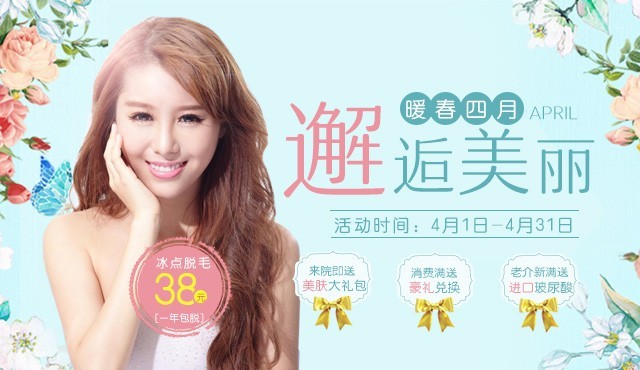 暖春四月 APRIL
邂逅美丽
活动时间：4月1日-4月31日
冰点脱毛
38元
[一年包脱]
来院即送
美肤大礼包
消费满送
豪礼兑换
老介新满送
进口玻尿酸